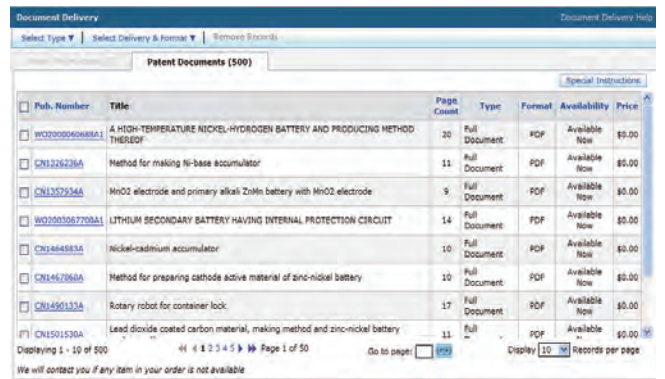 Document Delivery Document Delivery Help
Select Type ▼ | Select Delivery & Format ▼ | Remove Records
Patent Documents (500)
Special Instructions
Pub. Number Title Page Count Type Format Availability Price
WO2000060688A1 A HIGH-TEMPERATURE NICKEL-HYDROGEN BATTERY AND PRODUCING METHOD THEREOF 20 Full Document PDF Available Now $0.00
CN1326236A Method for making Ni-base accumulator 11 Full Document PDF Available Now $0.00
CN1357934A MnO2 electrode and primary alkali ZnMn battery with MnO2 electrode 9 Full Document PDF Available Now $0.00
WO2003067700A1 LITHIUM SECONDARY BATTERY HAVING INTERNAL PROTECTION CIRCUIT 14 Full Document PDF Available Now $0.00
CN1464583A Nickel-cadmium accumulator 10 Full Document PDF Available Now $0.00
CN1467868A Method for preparing cathode active material of zinc-nickel battery 10 Full Document PDF Available Now $0.00
CN1490133A Rotary robot for container lock 17 Full Document PDF Available Now $0.00
CN1501530A Lead dioxide coated carbon material, making method and zinc-nickel battery 11 Full PDF Available Now $0.00
Displaying 1 - 10 of 500 1 2 3 4 5 Page 1 of 50 Go to page: Display 10 Records per page
We will contact you if any item in your order is not available